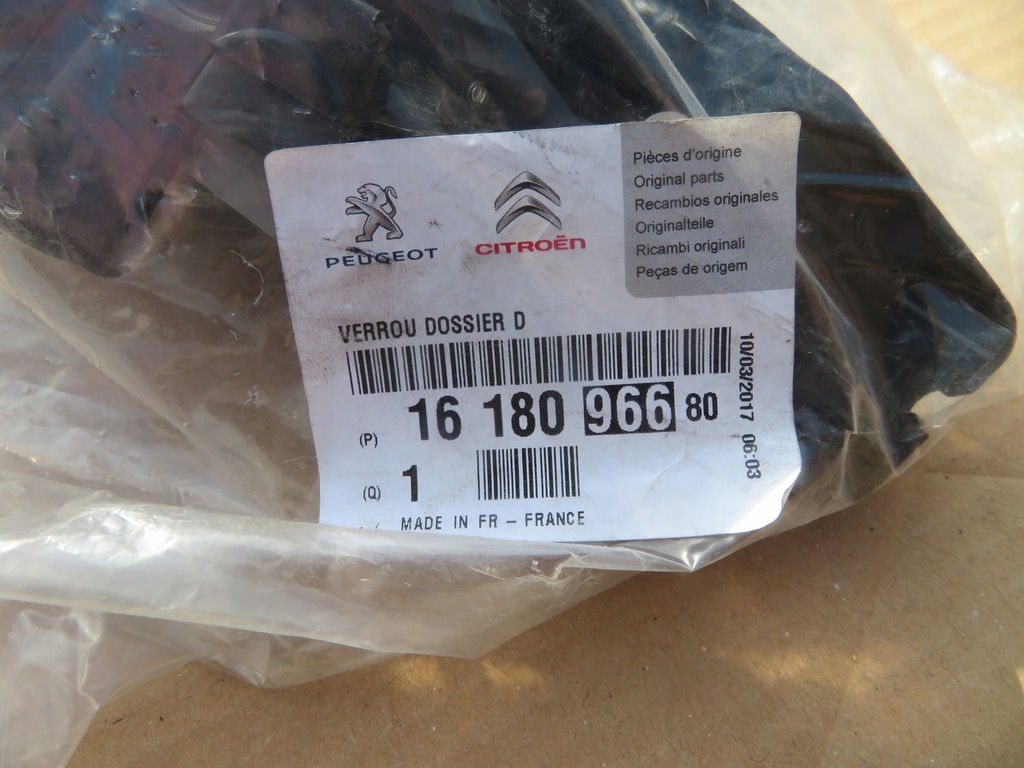 PEUGEOT
CITROËN
Pièces d'origine
Original parts
Recambios originales
Originalteile
Ricambi originali
Peças de origem
VERROU DOSSIER D
(P) 16 180 966 80
(Q) 1
MADE IN FR - FRANCE
10/03/2017 06:03